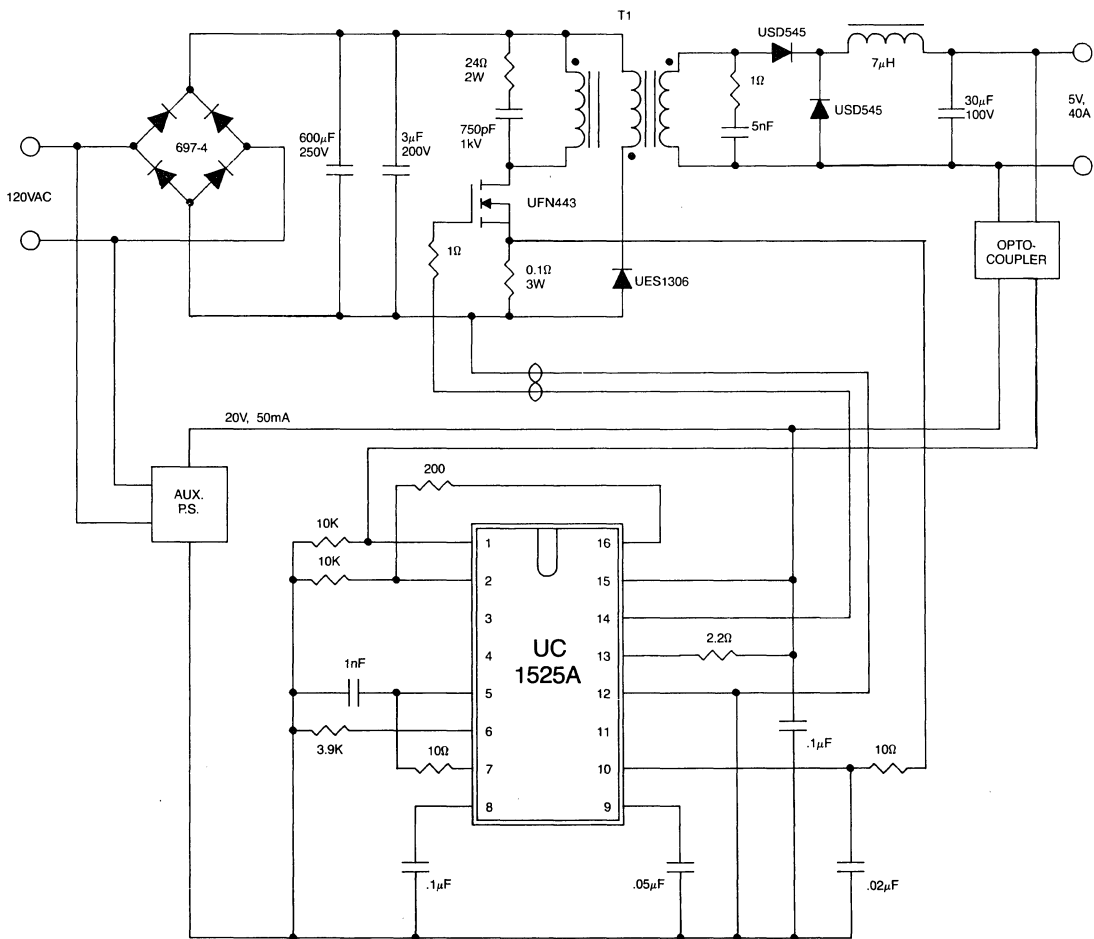 T1
USD545
24Ω
2W
7μH
1Ω
697-4
600μF
250V
3μF
200V
750pF
1kV
5nF
USD545
30μF
100V
5V,
40A
120VAC
UFN443
1Ω
0.1Ω
3W
UES1306
OPTO-
COUPLER
20V, 50mA
AUX.
P.S.
200
10K
10K
1
2
3
4
5
6
7
8
16
15
14
13
12
11
10
9
UC
1525A
2.2Ω
1nF
3.9K
10Ω
.1μF
10Ω
.1μF
.05μF
.02μF